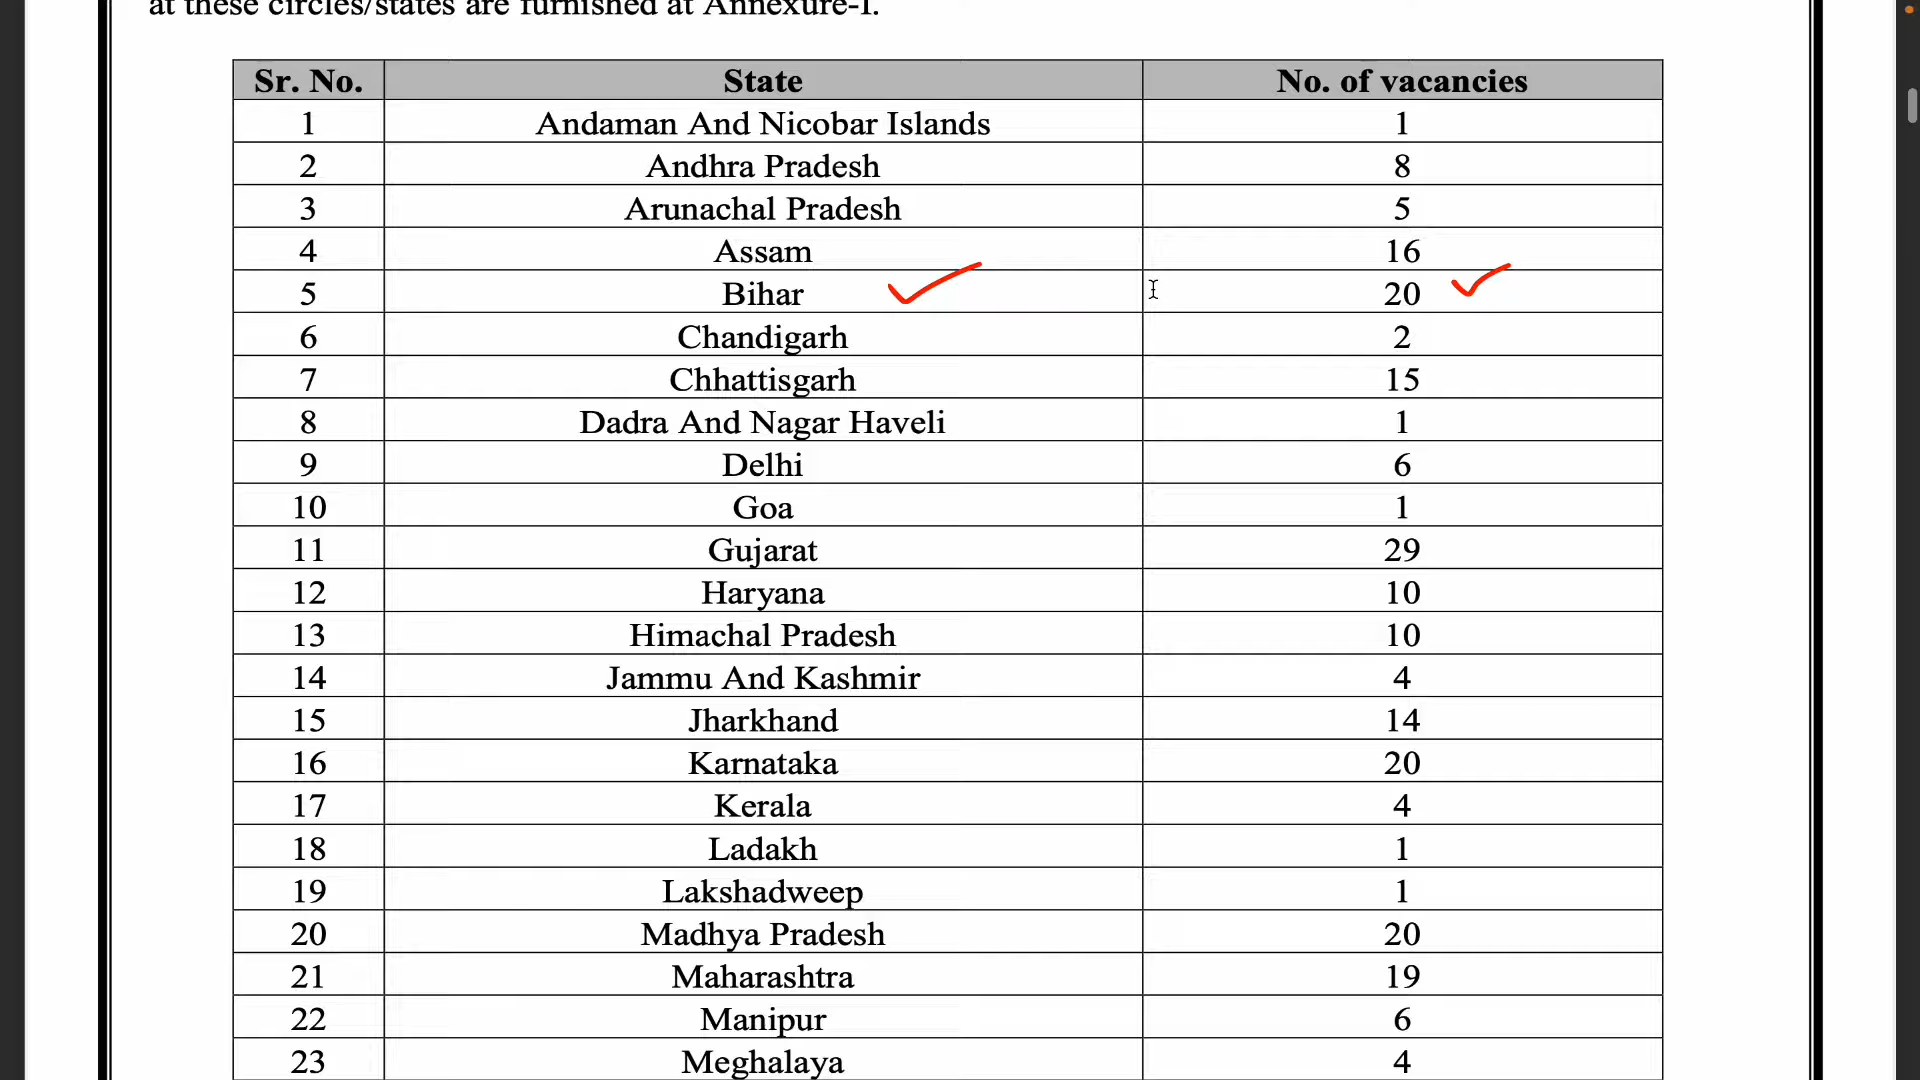 at these circles/states are furnished at Annexure-I.
Sr. No. State No. of vacancies
1 Andaman And Nicobar Islands 1
2 Andhra Pradesh 8
3 Arunachal Pradesh 5
4 Assam 16
5 Bihar 20
6 Chandigarh 2
7 Chhattisgarh 15
8 Dadra And Nagar Haveli 1
9 Delhi 6
10 Goa 1
11 Gujarat 29
12 Haryana 10
13 Himachal Pradesh 10
14 Jammu And Kashmir 4
15 Jharkhand 14
16 Karnataka 20
17 Kerala 4
18 Ladakh 1
19 Lakshadweep 1
20 Madhya Pradesh 20
21 Maharashtra 19
22 Manipur 6
23 Meghalaya 4